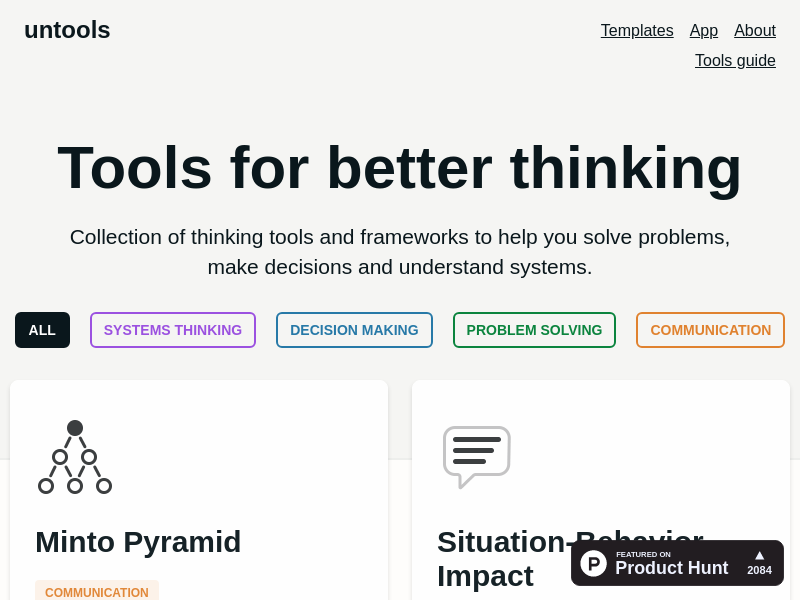 untools
Templates App About
Tools guide
Tools for better thinking
Collection of thinking tools and frameworks to help you solve problems,
make decisions and understand systems.
ALL SYSTEMS THINKING DECISION MAKING PROBLEM SOLVING COMMUNICATION
Minto Pyramid
COMMUNICATION
Situation-Behavior
Impact
FEATURED ON
Product Hunt
2084